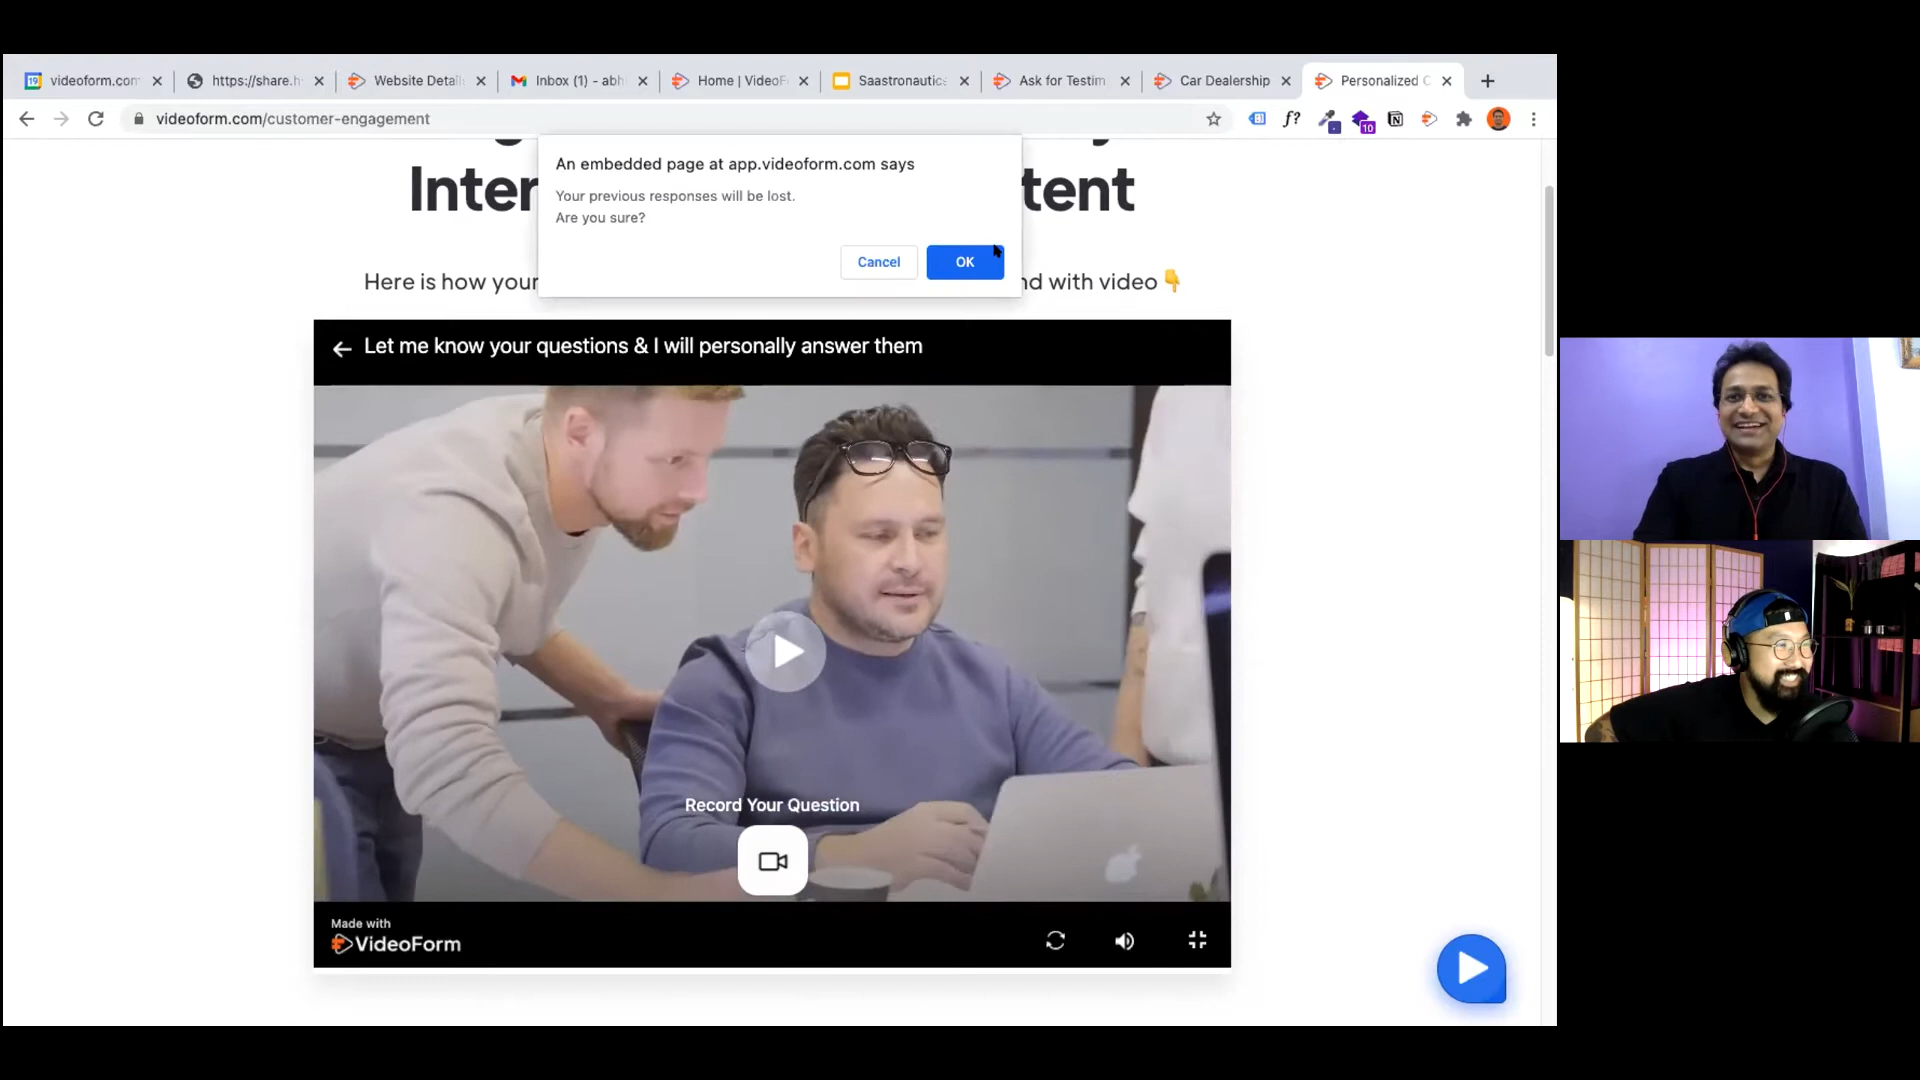 videoform.com
https://share.h
Website Detail
Inbox (1) - abh
Home | VideoF
Saastronautics
Ask for Testim
Car Dealership
Personalized C
videoform.com/customer-engagement
10
An embedded page at app.videoform.com says
Your previous responses will be lost.
Are you sure?
Cancel
OK
Inter
tent
Here is how your
nd with video👇
Let me know your questions & I will personally answer them
Record Your Question
Made with
VideoForm